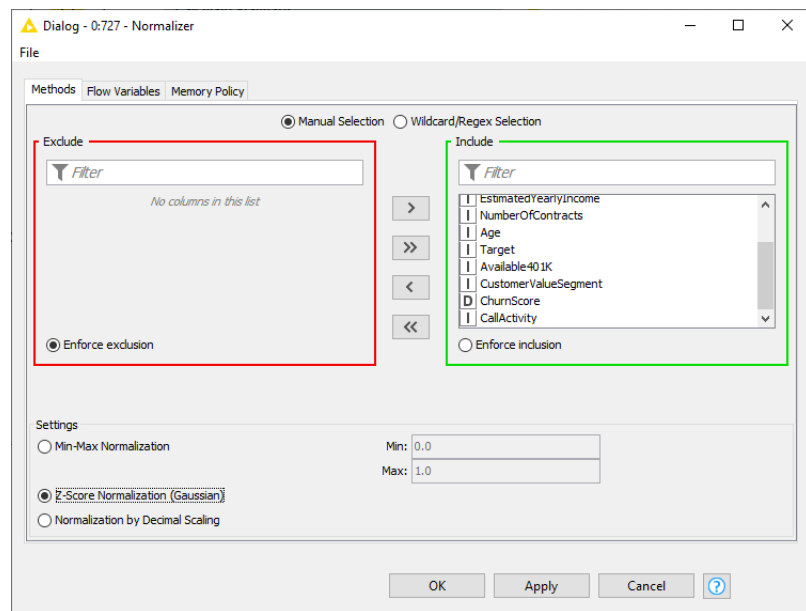 Dialog - 0:727 - Normalizer
File
Methods Flow Variables Memory Policy
Manual Selection Wildcard/Regex Selection
Exclude
Filter
No columns in this list
Enforce exclusion
Include
Filter
I EstimatedYearlyIncome
I NumberOfContracts
I Age
I Target
I Available401K
I CustomerValueSegment
D ChurnScore
I CallActivity
Enforce inclusion
Settings
Min-Max Normalization
Min: 0.0
Max: 1.0
Z-Score Normalization (Gaussian)
Normalization by Decimal Scaling
OK Apply Cancel ?